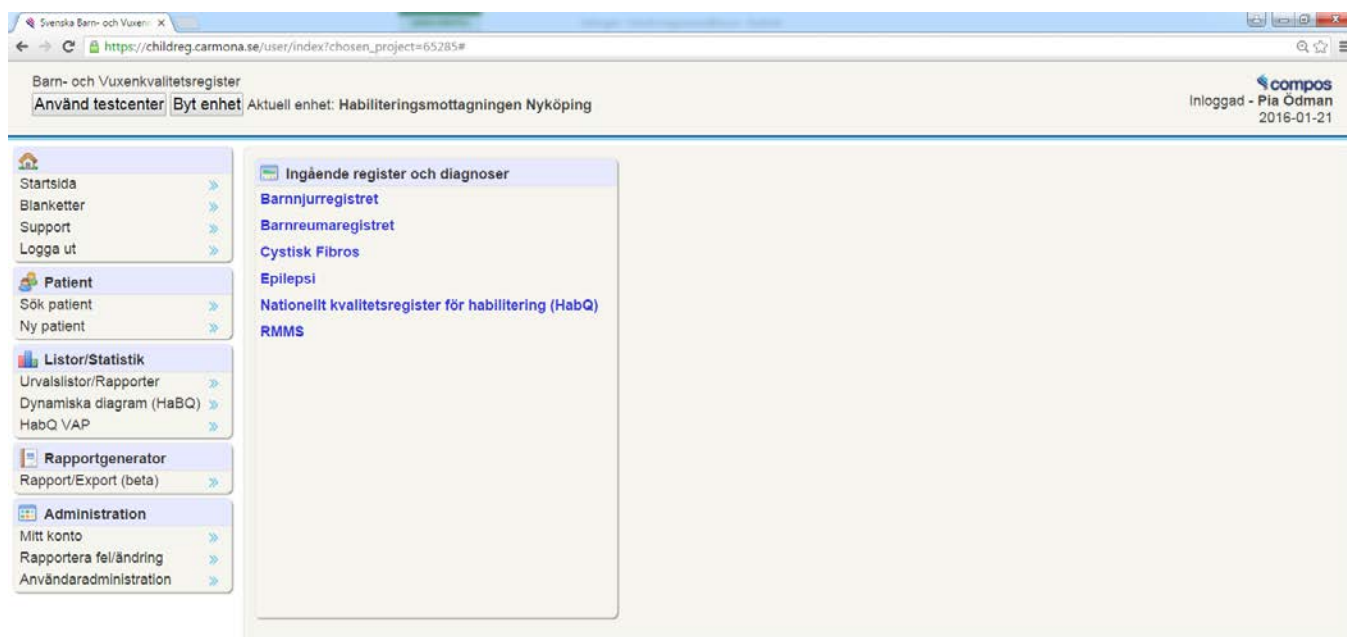 Svenska Barn- och Vuxen
https://childreg.carmona.se/user/index?chosen_project=65285#
Barn- och Vuxenkvalitetsregister
Använd testcenter Byt enhet Aktuell enhet: Habiliteringsmottagningen Nyköping
compos
Inloggad - Pia Ödman
2016-01-21
Startsida
Blanketter
Support
Logga ut
Patient
Sök patient
Ny patient
Listor/Statistik
Urvalslistor/Rapporter
Dynamiska diagram (HaBQ)
HabQ VAP
Rapportgenerator
Rapport/Export (beta)
Administration
Mitt konto
Rapportera fel/ändring
Användaradministration
Ingående register och diagnoser
Barnnjurregistret
Barnreumaregistret
Cystisk Fibros
Epilepsi
Nationellt kvalitetsregister för habilitering (HabQ)
RMMS